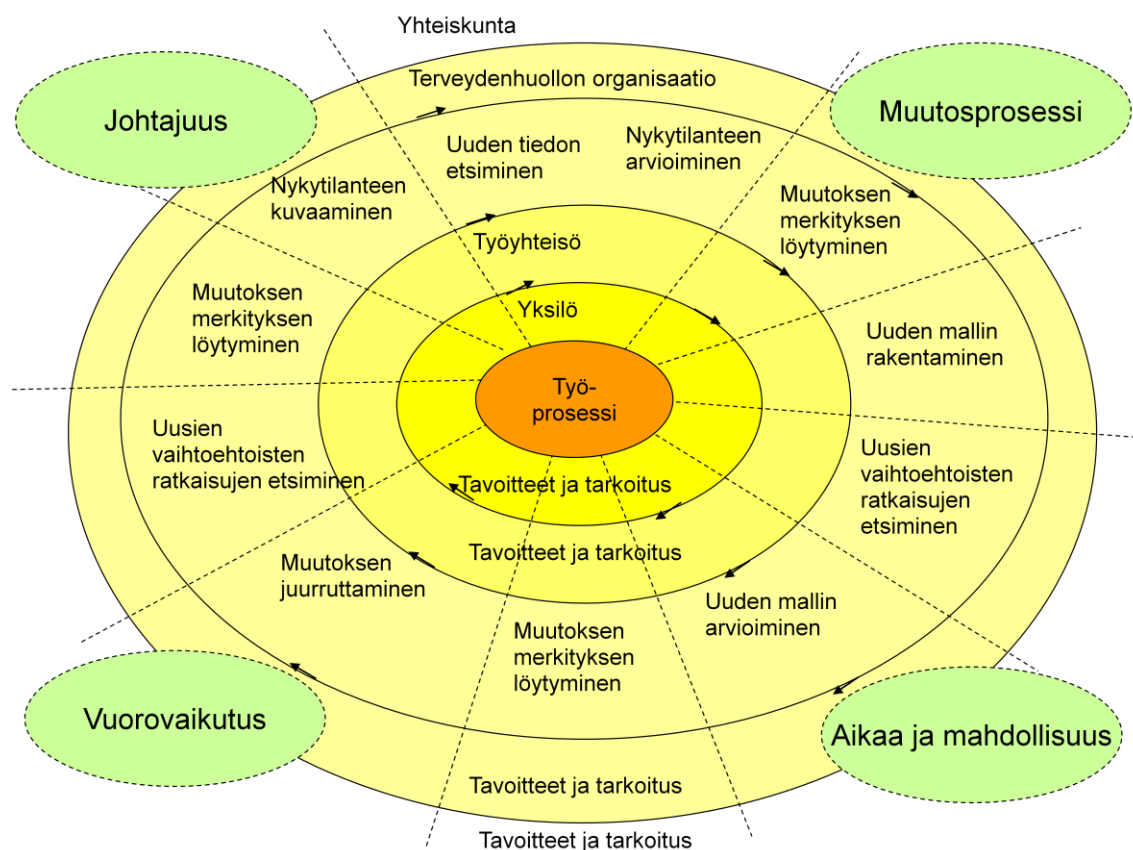 Yhteiskunta
Terveydenhuollon organisaatio
Johtajuus
Muutosprosessi
Uuden tiedon
etsiminen
Nykytilanteen
arvioiminen
Nykytilanteen
kuvaaminen
Muutoksen
merkityksen
löytyminen
Työyhteisö
Muutoksen
merkityksen
löytyminen
Yksilö
Uuden mallin
rakentaminen
Työ-
prosessi
Uusien
vaihtoehtoisten
ratkaisujen etsiminen
Uusien
vaihtoehtoisten
ratkaisujen
etsiminen
Tavoitteet ja tarkoitus
Tavoitteet ja tarkoitus
Muutoksen
juurruttaminen
Uuden mallin
arvioiminen
Muutoksen
merkityksen
löytyminen
Vuorovaikutus
Aikaa ja mahdollisuus
Tavoitteet ja tarkoitus
Tavoitteet ja tarkoitus